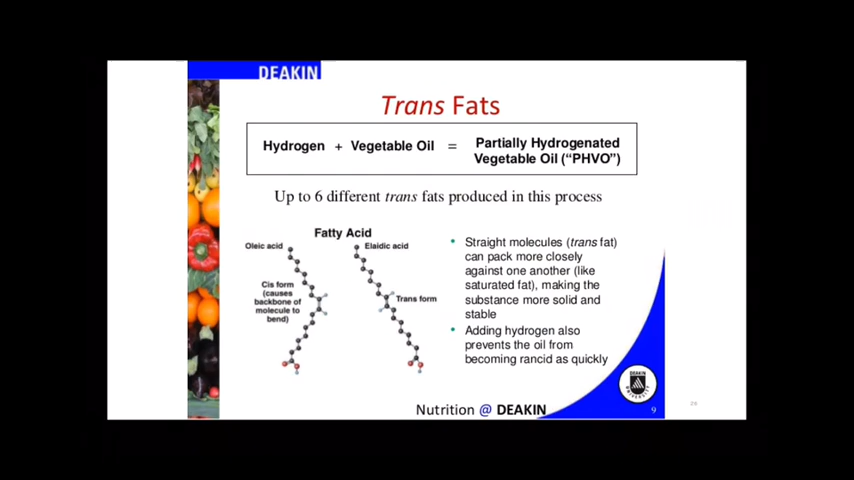 DEAKIN
Trans Fats
Hydrogen + Vegetable Oil = Partially Hydrogenated
Vegetable Oil ("PHVO")
Up to 6 different trans fats produced in this process
Fatty Acid
Oleic acid
Elaidic acid
Cis form
(causes
backbone of
molecule to
bend)
Trans form
• Straight molecules (trans fat)
can pack more closely
against one another (like
saturated fat), making the
substance more solid and
stable
• Adding hydrogen also
prevents the oil from
becoming rancid as quickly
DEAKIN
UNIVERSITY
Nutrition @ DEAKIN
9